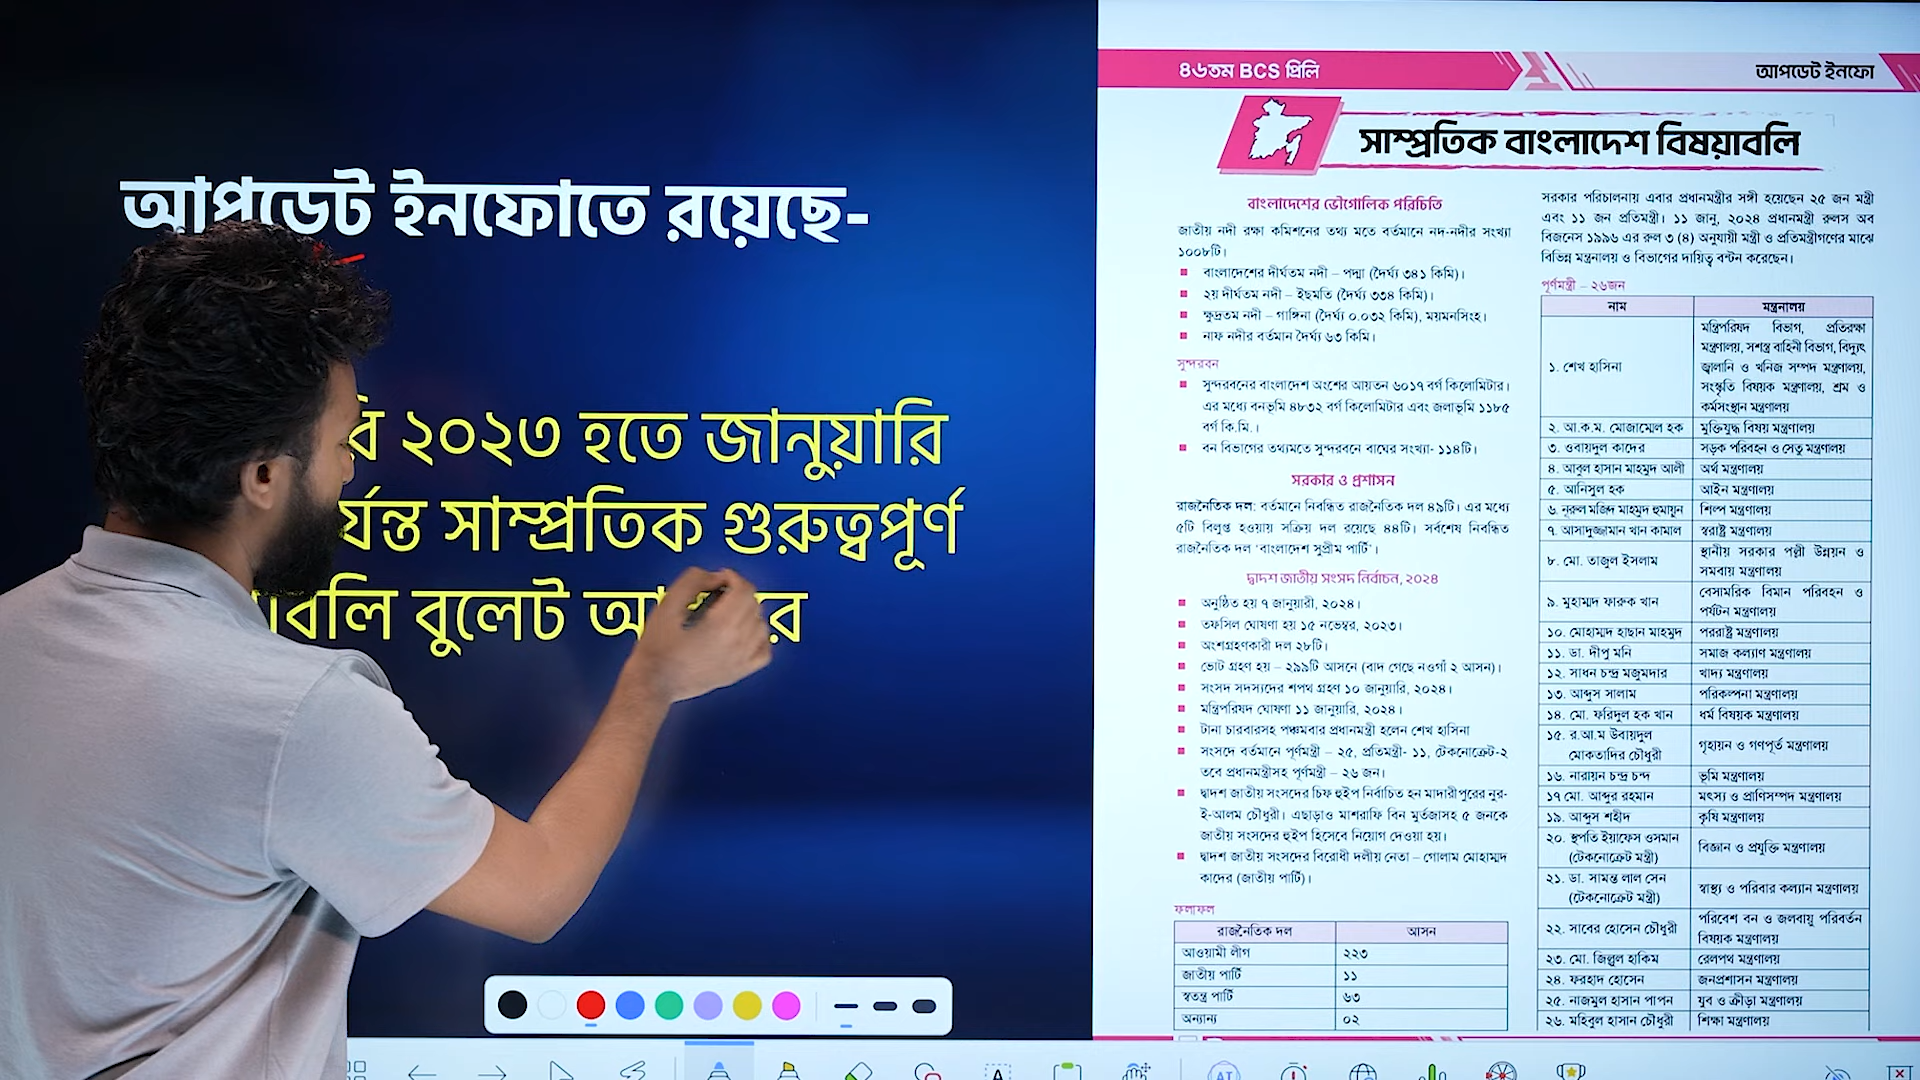 আপডেট ইনফোতে রয়েছে-
২০২৩ হতে জানুয়ারি
সাম্প্রতিক গুরুত্বপূর্ণ
বুলেট
৪৬তম BCS প্রিলি
আপডেট ইনফো
সাম্প্রতিক বাংলাদেশ বিষয়াবলি
বাংলাদেশের ভৌগোলিক পরিচিতি
জাতীয় নদী রক্ষা কমিশনের তথ্য মতে বর্তমানে নদ-নদীর সংখ্যা
১০০৮টি।
বাংলাদেশের দীর্ঘতম নদী – পদ্মা (দৈর্ঘ্য ৩৪১ কিমি)।
২য় দীর্ঘতম নদী – ইছমতি (দৈর্ঘ্য ৩৩৪ কিমি)।
ক্ষুদ্রতম নদী – গাঙ্গিনা (দৈর্ঘ্য ০.০৩২ কিমি), ময়মনসিংহ।
নাফ নদীর বর্তমান দৈর্ঘ্য ৬৩ কিমি।
সুন্দরবন
সুন্দরবনের বাংলাদেশ অংশের আয়তন ৬০১৭ বর্গ কিলোমিটার।
এর মধ্যে বনভূমি ৪৮৩২ বর্গ কিলোমিটার এবং জলাভূমি ১১৮৫
বর্গ কি.মি.।
বন বিভাগের তথ্যমতে সুন্দরবনে বাঘের সংখ্যা- ১১৪টি।
সরকার ও প্রশাসন
রাজনৈতিক দল: বর্তমানে নিবন্ধিত রাজনৈতিক দল ৪৯টি। এর মধ্যে
৫টি বিলুপ্ত হওয়ায় সক্রিয় দল রয়েছে ৪৪টি। সর্বশেষ নিবন্ধিত
রাজনৈতিক দল ‘বাংলাদেশ সুপ্রীম পার্টি’।
দ্বাদশ জাতীয় সংসদ নির্বাচন, ২০২৪
অনুষ্ঠিত হয় ৭ জানুয়ারী, ২০২৪।
তফসিল ঘোষণা হয় ১৫ নভেম্বর, ২০২৩।
অংশগ্রহণকারী দল ২৮টি।
ভোট গ্রহণ হয় – ২৯৯টি আসনে (বাদ গেছে নওগাঁ ২ আসন)।
সংসদ সদস্যদের শপথ গ্রহণ ১০ জানুয়ারি, ২০২৪।
মন্ত্রিপরিষদ ঘোষণা ১১ জানুয়ারি, ২০২৪।
টানা চারবারসহ পঞ্চমবার প্রধানমন্ত্রী হলেন শেখ হাসিনা
সংসদে বর্তমানে পূর্ণমন্ত্রী – ২৫, প্রতিমন্ত্রী- ১১, টেকনোক্রেট-২
তবে প্রধানমন্ত্রীসহ পূর্ণমন্ত্রী – ২৬ জন।
দ্বাদশ জাতীয় সংসদের চিফ হুইপ নির্বাচিত হন মাদারীপুরের নুর-
ই-আলম চৌধুরী। এছাড়াও মাশরাফি বিন মুর্তজাসহ ৫ জনকে
জাতীয় সংসদের হুইপ হিসেবে নিয়োগ দেওয়া হয়।
দ্বাদশ জাতীয় সংসদের বিরোধী দলীয় নেতা – গোলাম মোহাম্মদ
কাদের (জাতীয় পার্টি)।
ফলাফল
রাজনৈতিক দল আসন
আওয়ামী লীগ ২২৩
জাতীয় পার্টি ১১
স্বতন্ত্র পার্টি ৬৩
অন্যান্য ০২
সরকার পরিচালনায় এবার প্রধানমন্ত্রীর সঙ্গী হয়েছেন ২৫ জন মন্ত্রী
এবং ১১ জন প্রতিমন্ত্রী। ১১ জানু, ২০২৪ প্রধানমন্ত্রী রুলস অব
বিজনেস ১৯৯৬ এর রুল ৩ (৪) অনুযায়ী মন্ত্রী ও প্রতিমন্ত্রীগণের মাঝে
বিভিন্ন মন্ত্রনালয় ও বিভাগের দায়িত্ব বণ্টন করেছেন।
পূর্ণমন্ত্রী – ২৬জন
নাম মন্ত্রনালয়
মন্ত্রিপরিষদ বিভাগ, প্রতিরক্ষা
মন্ত্রণালয়, সশস্ত্র বাহিনী বিভাগ, বিদ্যুৎ
১. শেখ হাসিনা জ্বালানি ও খনিজ সম্পদ মন্ত্রণালয়,
সংস্কৃতি বিষয়ক মন্ত্রণালয়, শ্রম ও
কর্মসংস্থান মন্ত্রণালয়
২. আ.ক.ম. মোজাম্মেল হক মুক্তিযুদ্ধ বিষয় মন্ত্রণালয়
৩. ওবায়দুল কাদের সড়ক পরিবহন ও সেতু মন্ত্রণালয়
৪. আবুল হাসান মাহমুদ আলী অর্থ মন্ত্রণালয়
৫. আনিসুল হক আইন মন্ত্রণালয়
৬. নূরুল মজিদ মাহমুদ হুমায়ূন শিল্প মন্ত্রণালয়
৭. আসাদুজ্জামান খান কামাল স্বরাষ্ট্র মন্ত্রণালয়
৮. মো. তাজুল ইসলাম স্থানীয় সরকার পল্লী উন্নয়ন ও
সমবায় মন্ত্রণালয়
৯. মুহাম্মদ ফারুক খান বেসামরিক বিমান পরিবহন ও
পর্যটন মন্ত্রণালয়
১০. মোহাম্মদ হাছান মাহমুদ পররাষ্ট্র মন্ত্রণালয়
১১. ডা. দীপু মনি সমাজ কল্যাণ মন্ত্রণালয়
১২. সাধন চন্দ্র মজুমদার খাদ্য মন্ত্রণালয়
১৩. আব্দুস সালাম পরিকল্পনা মন্ত্রণালয়
১৪. মো. ফরিদুল হক খান ধর্ম বিষয়ক মন্ত্রণালয়
১৫. র.আ.ম উবায়দুল
মোকতাদির চৌধুরী গৃহায়ন ও গণপূর্ত মন্ত্রণালয়
১৬. নারায়ন চন্দ্র চন্দ ভূমি মন্ত্রণালয়
১৭ মো. আব্দুর রহমান মৎস্য ও প্রাণিসম্পদ মন্ত্রণালয়
১৯. আব্দুস শহীদ কৃষি মন্ত্রণালয়
২০. স্থপতি ইয়াফেস ওসমান
(টেকনোক্রেট মন্ত্রী) বিজ্ঞান ও প্রযুক্তি মন্ত্রণালয়
২১. ডা. সামন্ত লাল সেন
(টেকনোক্রেট মন্ত্রী) স্বাস্থ্য ও পরিবার কল্যান মন্ত্রণালয়
২২. সাবের হোসেন চৌধুরী পরিবেশ বন ও জলবায়ু পরিবর্তন
বিষয়ক মন্ত্রণালয়
২৩. মো. জিল্লুল হাকিম রেলপথ মন্ত্রণালয়
২৪. ফরহাদ হোসেন জনপ্রশাসন মন্ত্রণালয়
২৫. নাজমুল হাসান পাপন যুব ও ক্রীড়া মন্ত্রণালয়
২৬. মহিবুল হাসান চৌধুরী শিক্ষা মন্ত্রণালয়